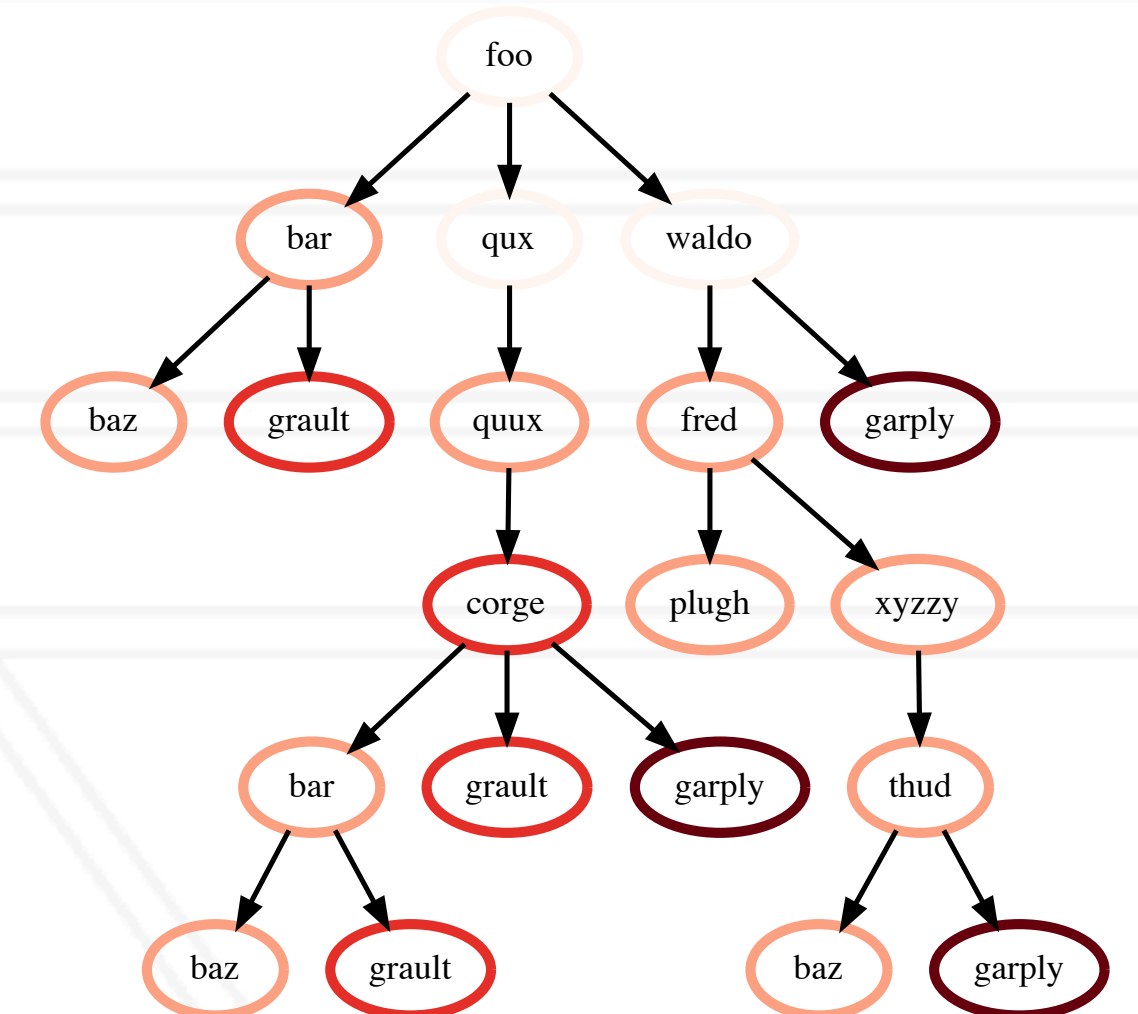 foo
bar qux waldo
baz grault quux fred garply
corge plugh xyzzy
bar grault garply thud
baz grault baz garply